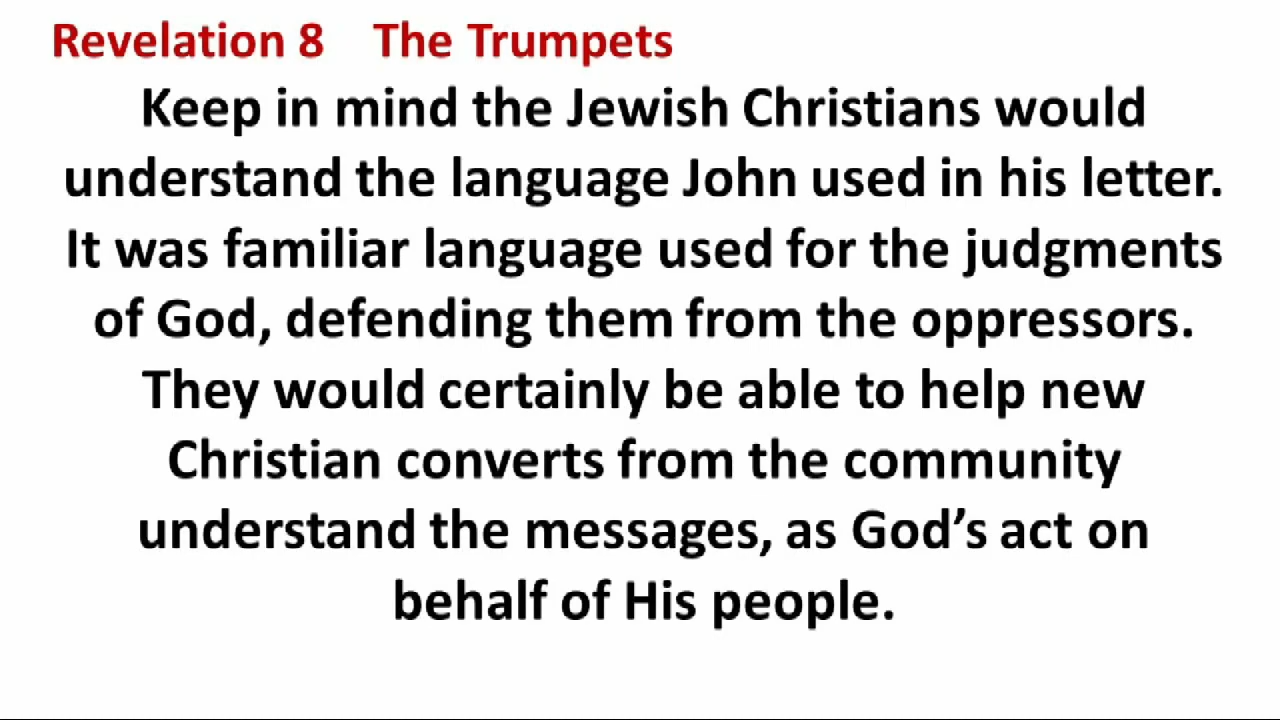 Revelation 8 The Trumpets
Keep in mind the Jewish Christians would
understand the language John used in his letter.
It was familiar language used for the judgments
of God, defending them from the oppressors.
They would certainly be able to help new
Christian converts from the community
understand the messages, as God’s act on
behalf of His people.